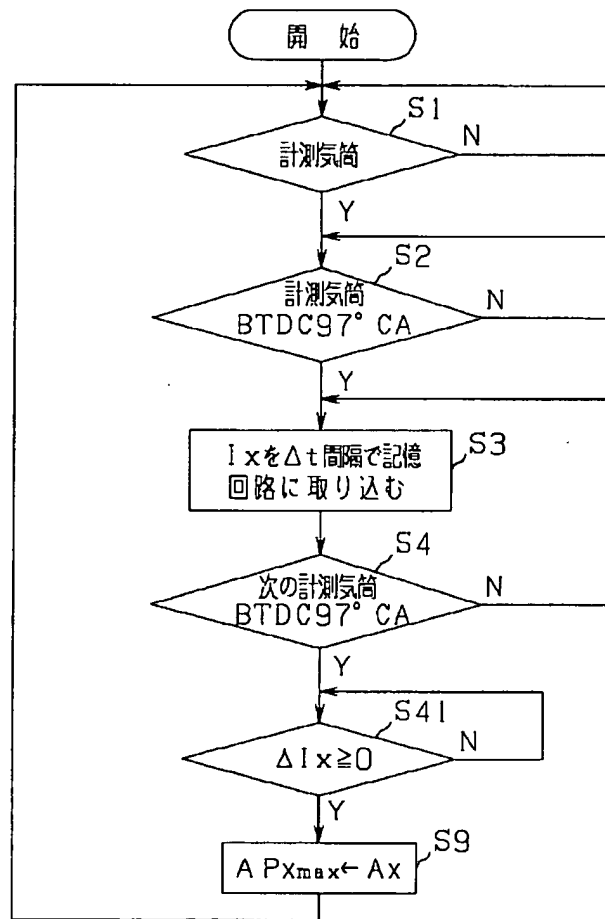 開 始
S1
計測気筒
N
Y
S2
計測気筒
BTDC97°CA
N
Y
S3
IxをΔt間隔で記憶
回路に取り込む
S4
次の計測気筒
BTDC97°CA
N
Y
S41
ΔIx≧0
N
Y
S9
APxmax←Ax